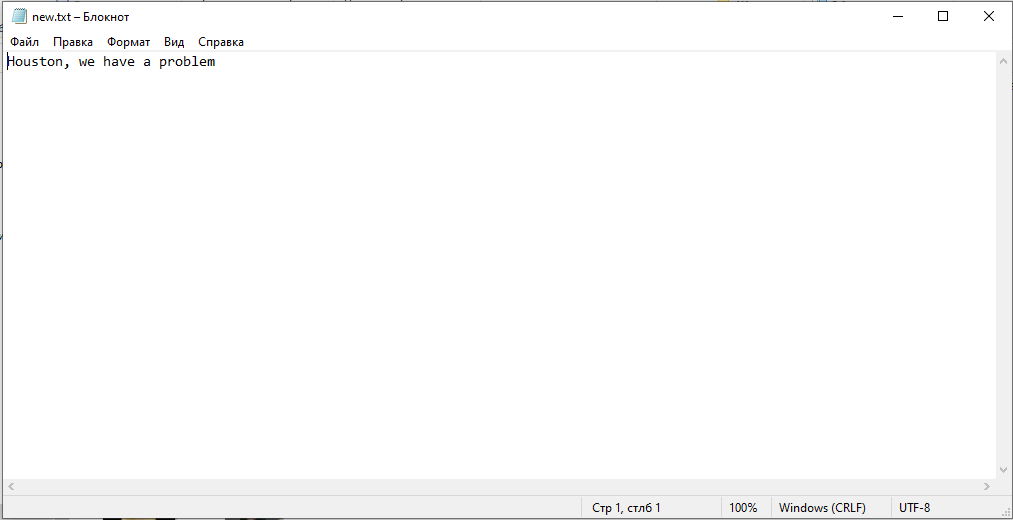 new.txt – Блокнот
Файл Правка Формат Вид Справка
Houston, we have a problem
Стр 1, стлб 1 100% Windows (CRLF) UTF-8